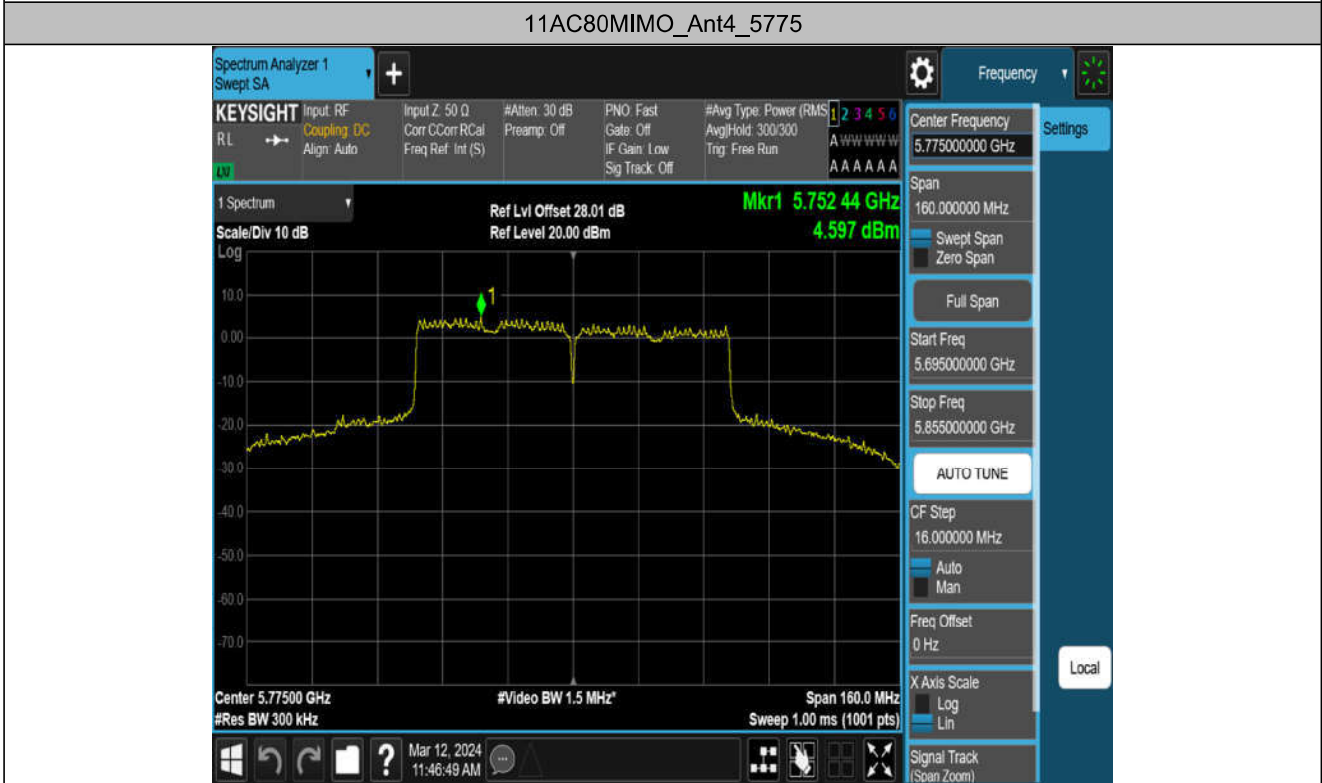 11AC80MIMO_Ant4_5775
Spectrum Analyzer 1
Swept SA
+
Frequency
KEYSIGHT
RL
LXI
Input: RF
Coupling: DC
Align: Auto
Input Z: 50 Ω
Corr CCorr RCal
Freq Ref: Int (S)
#Atten: 30 dB
Preamp: Off
PNO: Fast
Gate: Off
IF Gain: Low
Sig Track: Off
#Avg Type: Power (RMS
Avg|Hold: 300/300
Trig: Free Run
1 2 3 4 5 6
A W W W W W
A A A A A A
Center Frequency
5.775000000 GHz
Settings
1 Spectrum
Scale/Div 10 dB
Log
Ref Lvl Offset 28.01 dB
Ref Level 20.00 dBm
Mkr1 5.752 44 GHz
4.597 dBm
1
10.0
0.00
-10.0
-20.0
-30.0
-40.0
-50.0
-60.0
-70.0
Span
160.000000 MHz
Swept Span
Zero Span
Full Span
Start Freq
5.695000000 GHz
Stop Freq
5.855000000 GHz
AUTO TUNE
CF Step
16.000000 MHz
Auto
Man
Freq Offset
0 Hz
X Axis Scale
Log
Lin
Signal Track
(Span Zoom)
Local
Center 5.77500 GHz
#Res BW 300 kHz
#Video BW 1.5 MHz*
Span 160.0 MHz
Sweep 1.00 ms (1001 pts)
?
Mar 12, 2024
11:46:49 AM